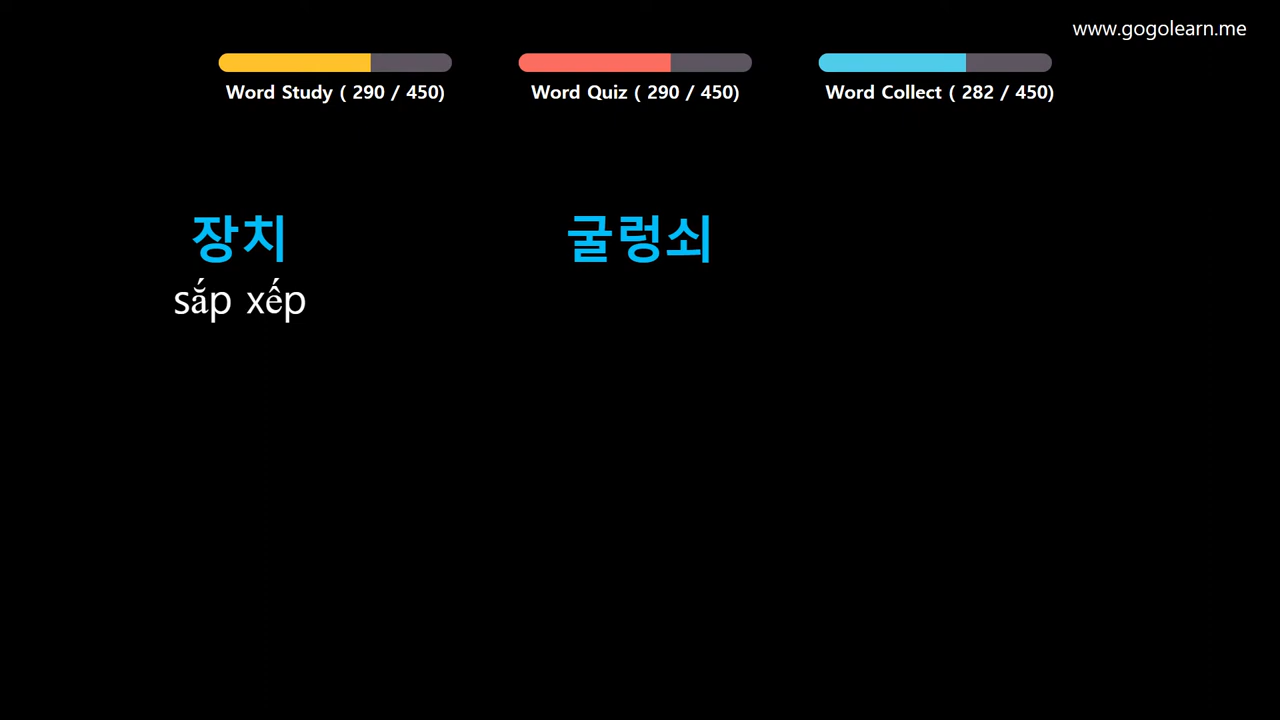 www.gogolearn.me
Word Study ( 290 / 450)
Word Quiz ( 290 / 450)
Word Collect ( 282 / 450)
장치
굴렁쇠
sắp xếp